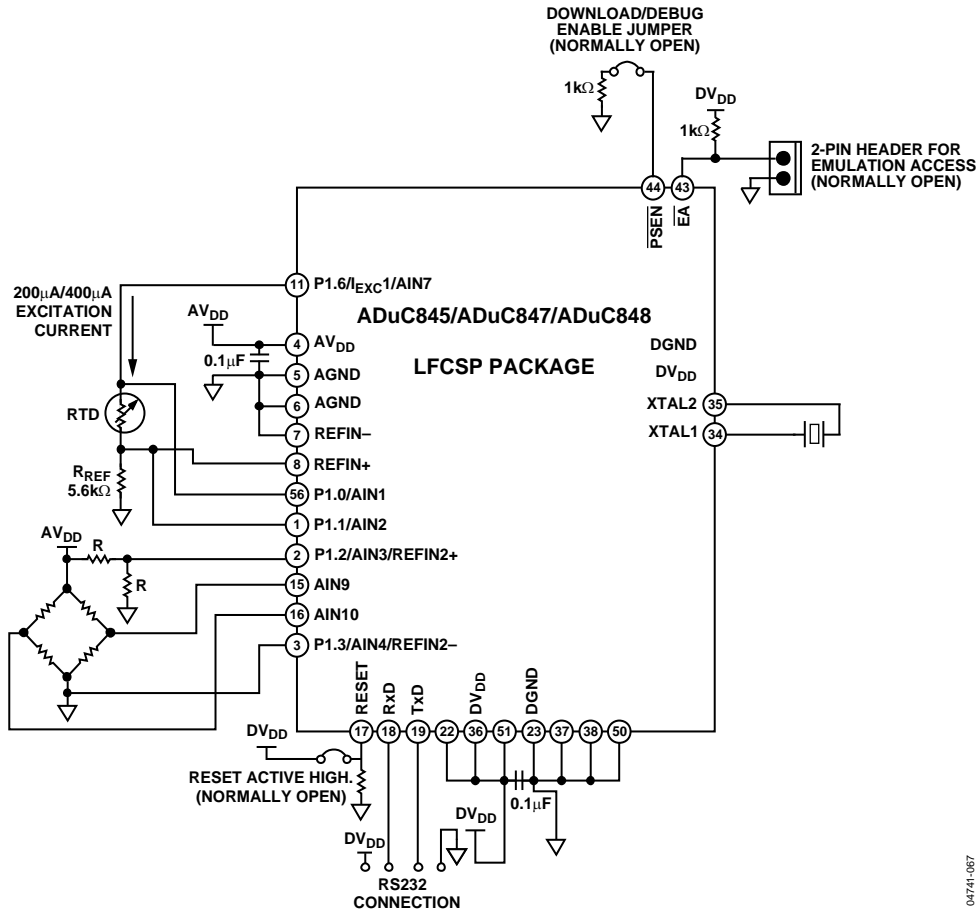 DOWNLOAD/DEBUG
ENABLE JUMPER
(NORMALLY OPEN)
1kΩ
DVDD
1kΩ
2-PIN HEADER FOR
EMULATION ACCESS
(NORMALLY OPEN)
44
43
PSEN
EA
200µA/400µA
EXCITATION
CURRENT
11
P1.6/IEXC1/AIN7
ADuC845/ADuC847/ADuC848
LFCSP PACKAGE
AVDD
4
AVDD
0.1µF
5
AGND
6
AGND
7
REFIN–
8
REFIN+
RTD
RREF
5.6kΩ
56
P1.0/AIN1
1
P1.1/AIN2
AVDD
R
R
2
P1.2/AIN3/REFIN2+
15
AIN9
16
AIN10
3
P1.3/AIN4/REFIN2–
DGND
DVDD
XTAL2
35
XTAL1
34
RESET
RxD
TxD
DVDD
DGND
17
18
19
22
36
51
23
37
38
50
DVDD
RESET ACTIVE HIGH.
(NORMALLY OPEN)
0.1µF
DVDD
DVDD
RS232
CONNECTION
04741-067